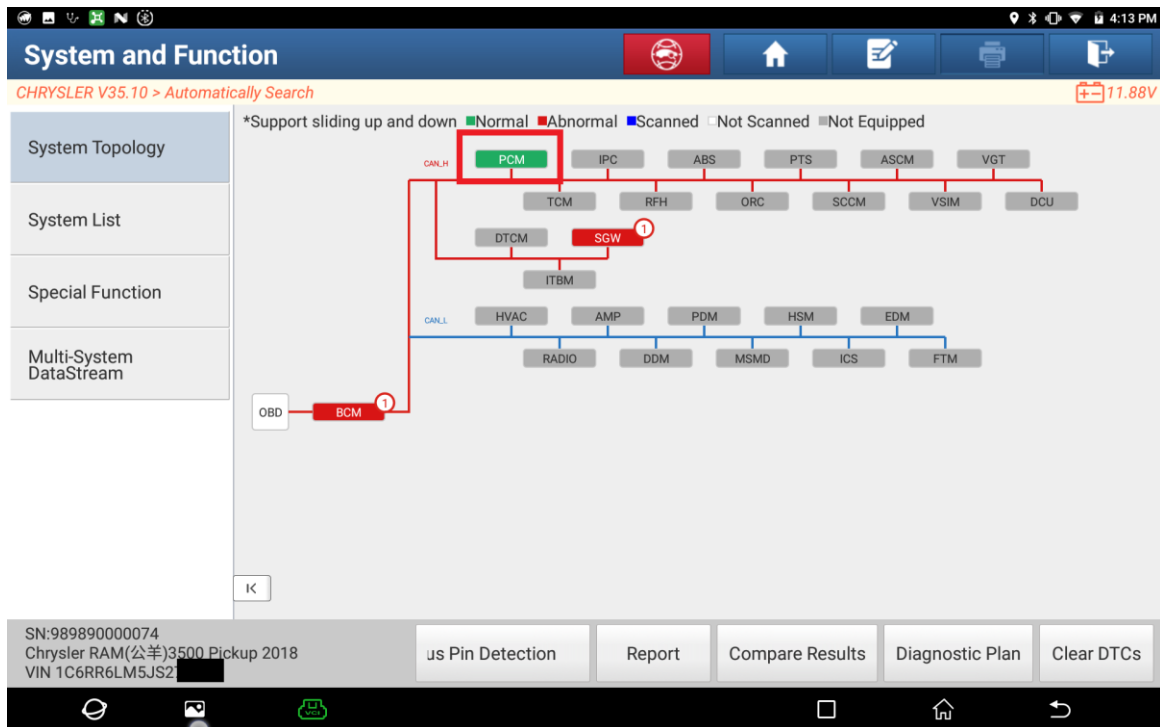 4:13 PM
System and Function
CHRYSLER V35.10 > Automatically Search
11.88V
System Topology
System List
Special Function
Multi-System
DataStream
*Support sliding up and down Normal Abnormal Scanned Not Scanned Not Equipped
CAN_H PCM IPC ABS PTS ASCM VGT
TCM RFH ORC SCCM VSIM DCU
DTCM SGW 1
ITBM
CAN_L HVAC AMP PDM HSM EDM
RADIO DDM MSMD ICS FTM
OBD BCM 1
SN:989890000074
Chrysler RAM(公羊)3500 Pickup 2018
VIN 1C6RR6LM5JS2
us Pin Detection
Report
Compare Results
Diagnostic Plan
Clear DTCs
VCI